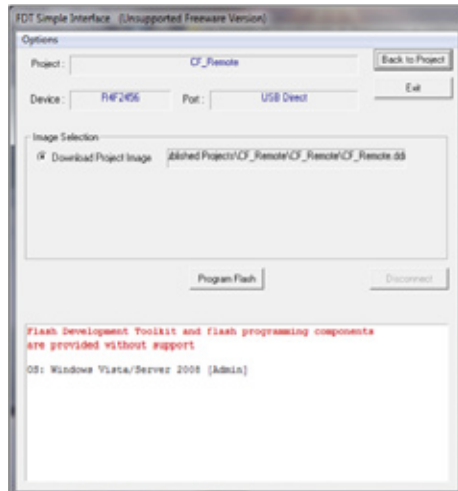 FDT Simple Interface   (Unsupported Freeware Version)
Options
Project : CF_Remote
Back to Project
Exit
Device : R4F2456 Port : USB Direct
Image Selection
Download Project Image ablished Projects\CF_Remote\CF_Remote\CF_Remote.ddi
Program Flash
Disconnect
Flash Development Toolkit and flash programming components
are provided without support
OS: Windows Vista/Server 2008 [Admin]